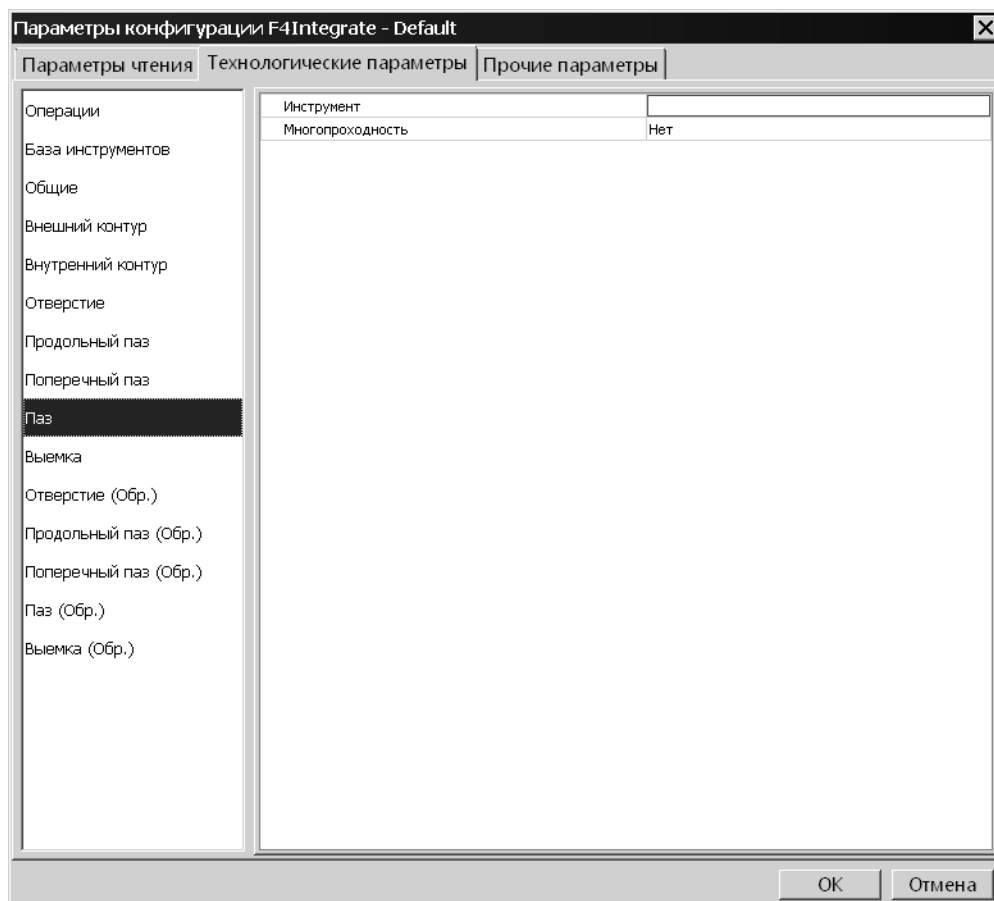 Параметры конфигурации F4Integrate - Default
Параметры чтения Технологические параметры Прочие параметры
Операции
База инструментов
Общие
Внешний контур
Внутренний контур
Отверстие
Продольный паз
Поперечный паз
Паз
Выемка
Отверстие (Обр.)
Продольный паз (Обр.)
Поперечный паз (Обр.)
Паз (Обр.)
Выемка (Обр.)
Инструмент
Многопроходность Нет
OK Отмена